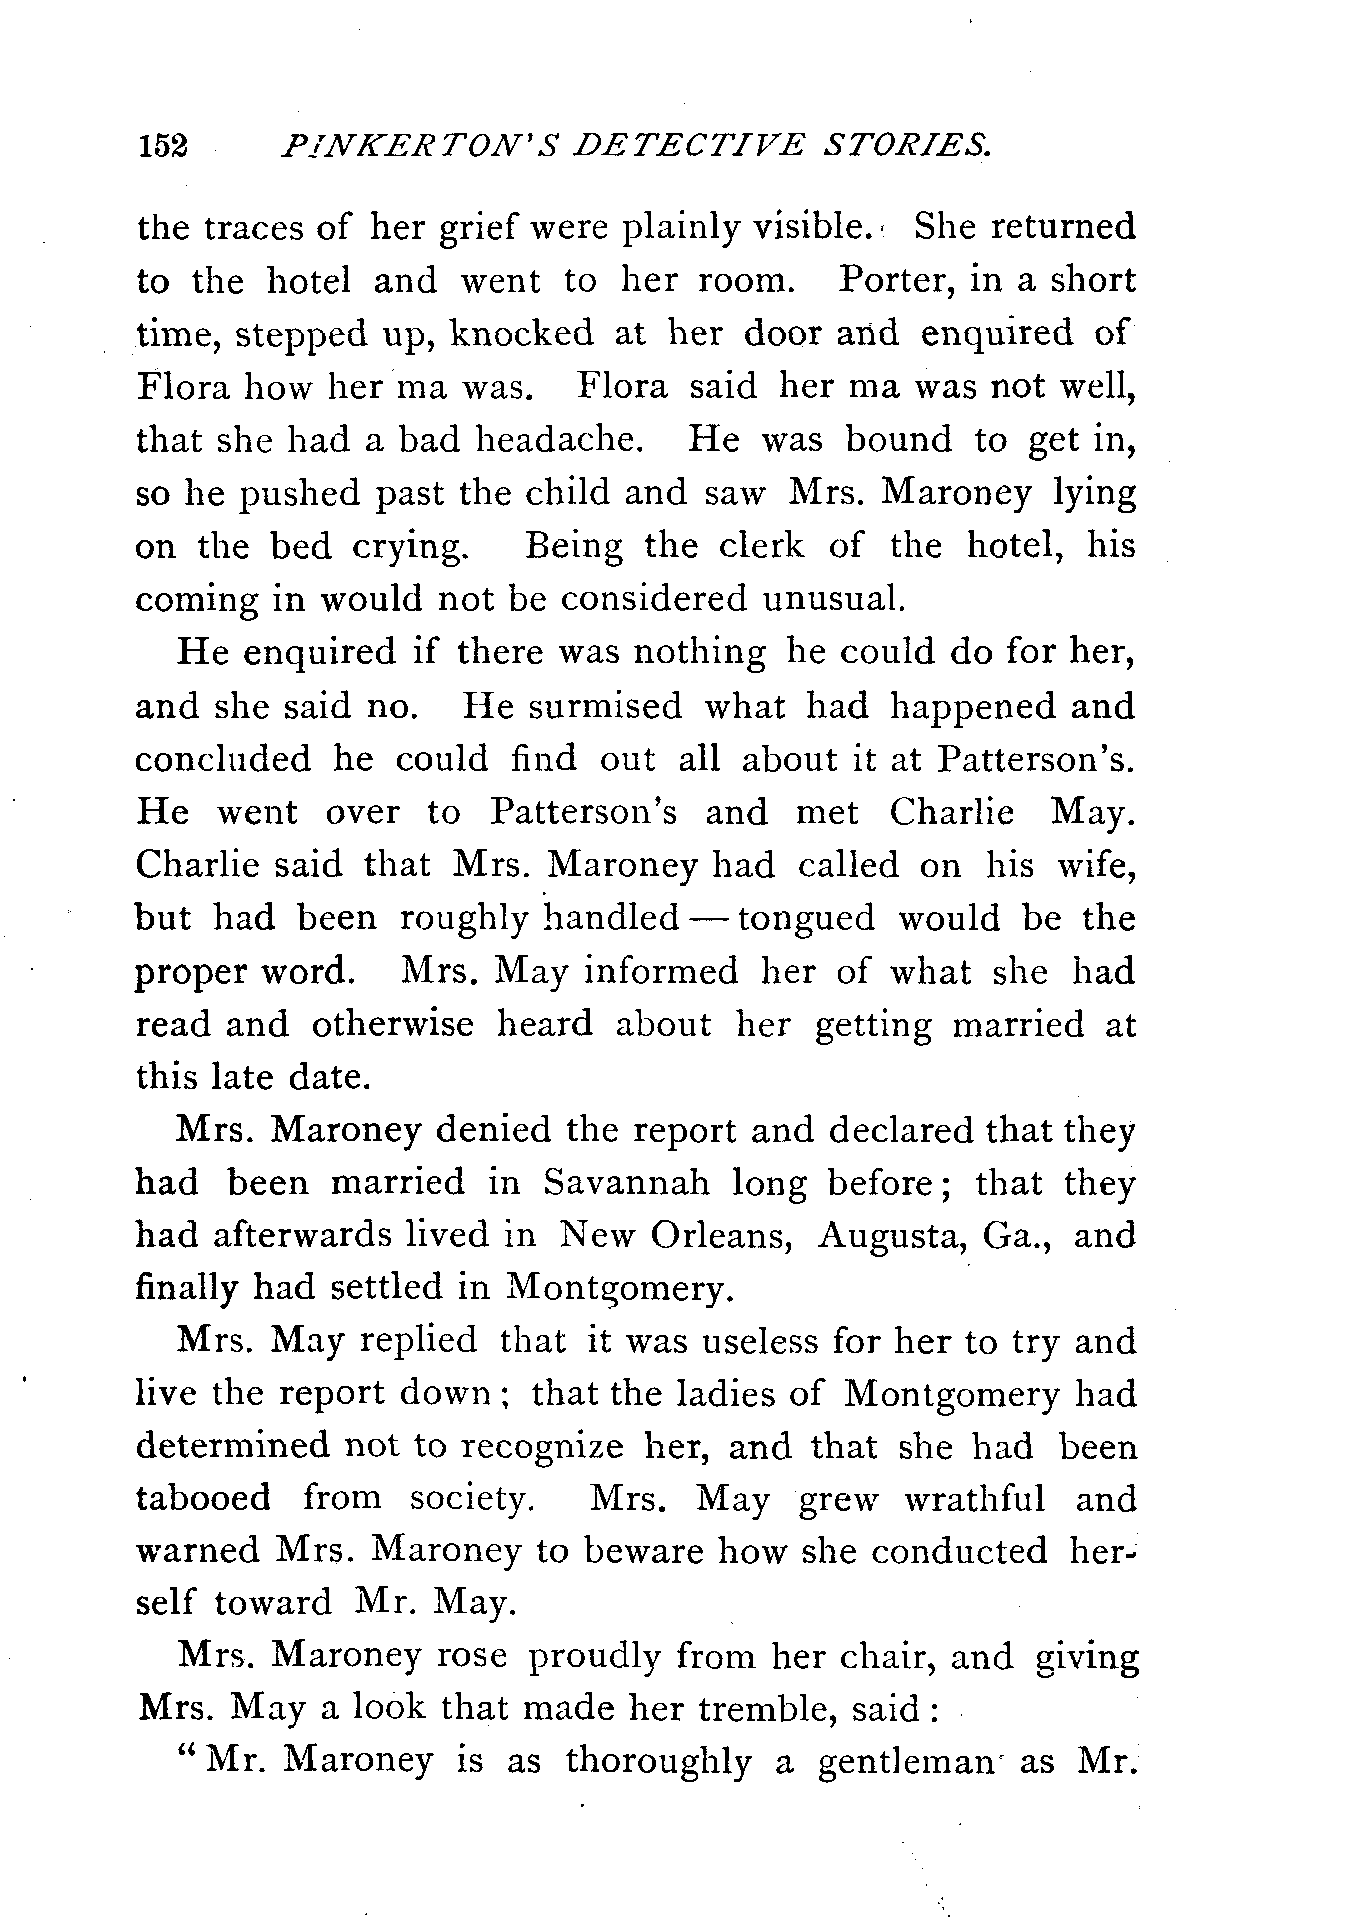 152 PINKERTON'S DETECTIVE STORIES.
the traces of her grief were plainly visible. She returned
to the hotel and went to her room. Porter, in a short
time, stepped up, knocked at her door and enquired of
Flora how her ma was. Flora said her ma was not well,
that she had a bad headache. He was bound to get in,
so he pushed past the child and saw Mrs. Maroney lying
on the bed crying. Being the clerk of the hotel, his
coming in would not be considered unusual.
He enquired if there was nothing he could do for her,
and she said no. He surmised what had happened and
concluded he could find out all about it at Patterson's.
He went over to Patterson's and met Charlie May.
Charlie said that Mrs. Maroney had called on his wife,
but had been roughly handled — tongued would be the
proper word. Mrs. May informed her of what she had
read and otherwise heard about her getting married at
this late date.
Mrs. Maroney denied the report and declared that they
had been married in Savannah long before; that they
had afterwards lived in New Orleans, Augusta, Ga., and
finally had settled in Montgomery.
Mrs. May replied that it was useless for her to try and
live the report down; that the ladies of Montgomery had
determined not to recognize her, and that she had been
tabooed from society. Mrs. May grew wrathful and
warned Mrs. Maroney to beware how she conducted her-
self toward Mr. May.
Mrs. Maroney rose proudly from her chair, and giving
Mrs. May a look that made her tremble, said:
"Mr. Maroney is as thoroughly a gentleman as Mr.